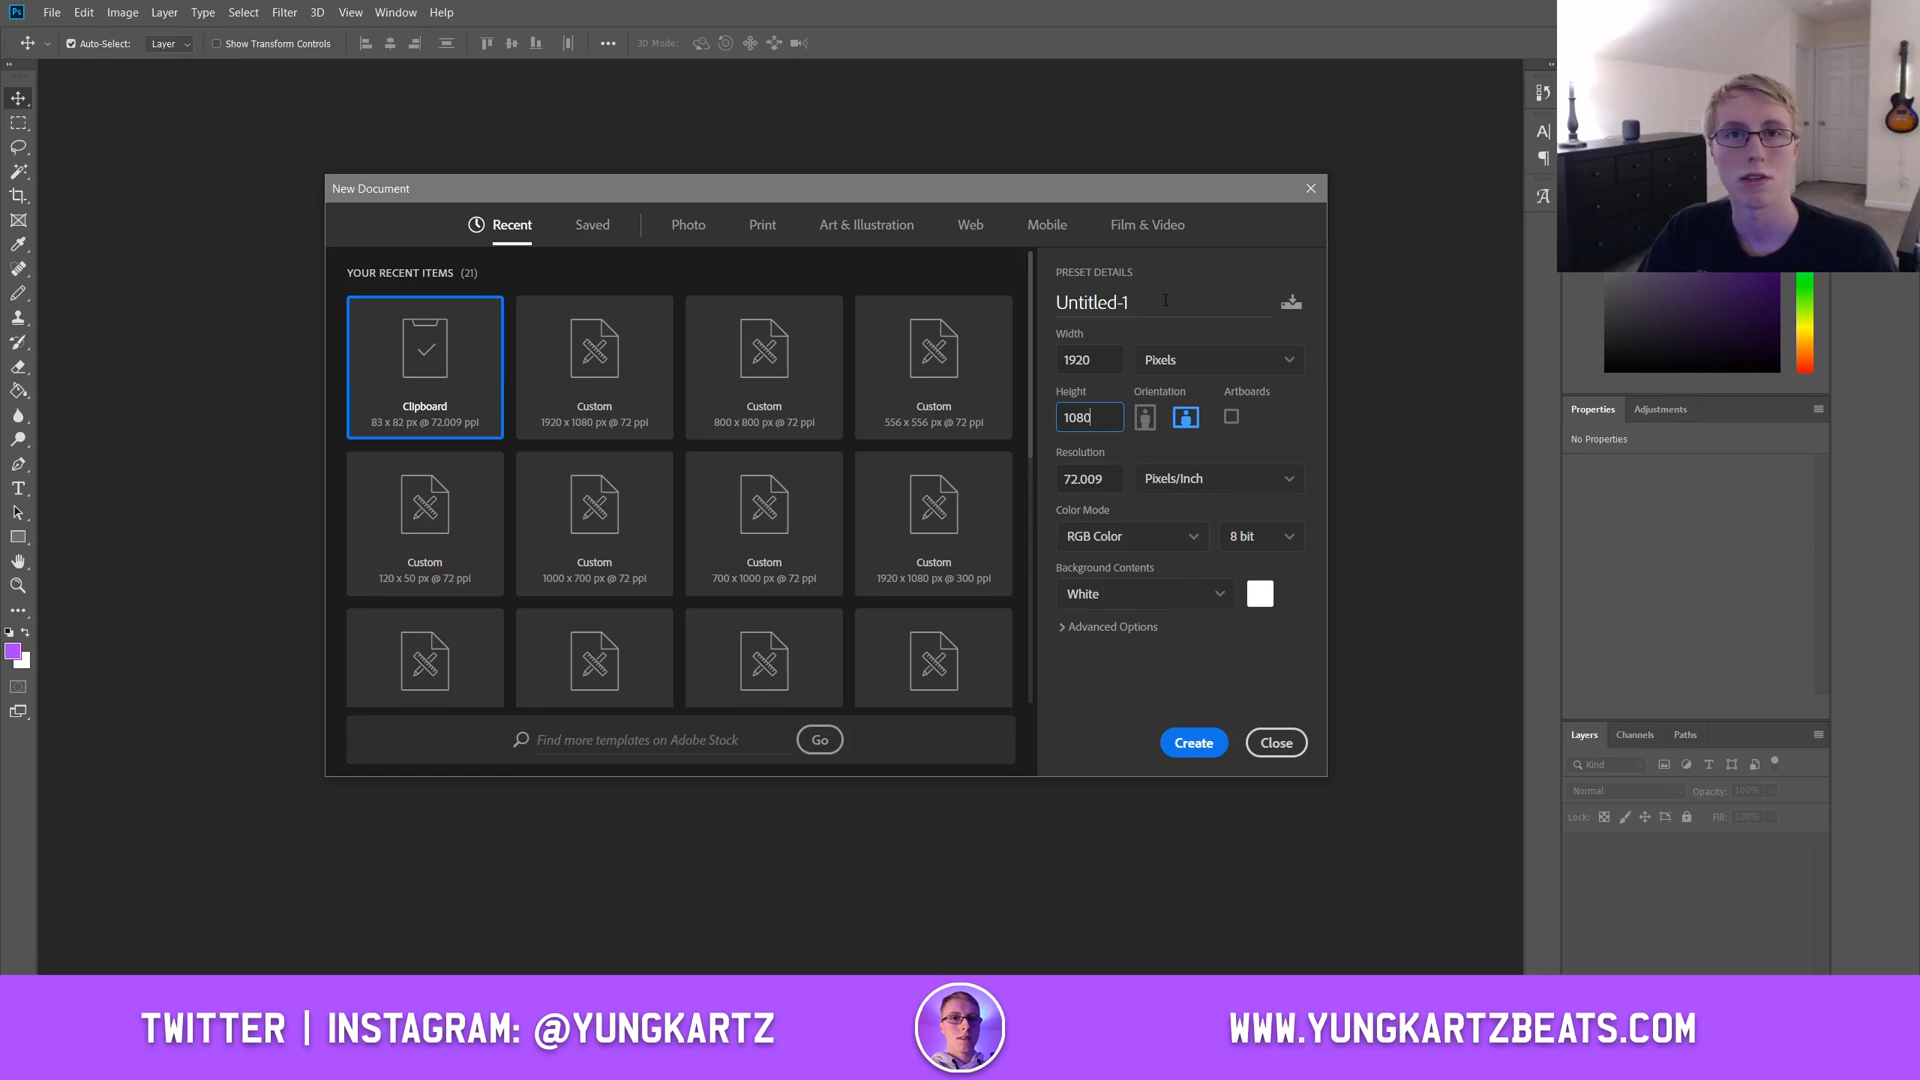 Ps File Edit Image Layer Type Select Filter 3D View Window Help
Auto-Select: Layer Show Transform Controls 3D Mode:
New Document
Recent Saved Photo Print Art & Illustration Web Mobile Film & Video
YOUR RECENT ITEMS (21)
Clipboard
83 x 82 px @ 72.009 ppi
Custom
1920 x 1080 px @ 72 ppi
Custom
800 x 800 px @ 72 ppi
Custom
556 x 556 px @ 72 ppi
Custom
120 x 50 px @ 72 ppi
Custom
1000 x 700 px @ 72 ppi
Custom
700 x 1000 px @ 72 ppi
Custom
1920 x 1080 px @ 300 ppi
Find more templates on Adobe Stock Go
PRESET DETAILS
Untitled-1
Width
1920 Pixels
Height Orientation Artboards
1080
Resolution
72.009 Pixels/Inch
Color Mode
RGB Color 8 bit
Background Contents
White
Advanced Options
Create Close
Properties Adjustments
No Properties
Layers Channels Paths
Kind
Normal Opacity: 100%
Lock: Fill: 100%
TWITTER | INSTAGRAM: @YUNGKARTZ
WWW.YUNGKARTZBEATS.COM